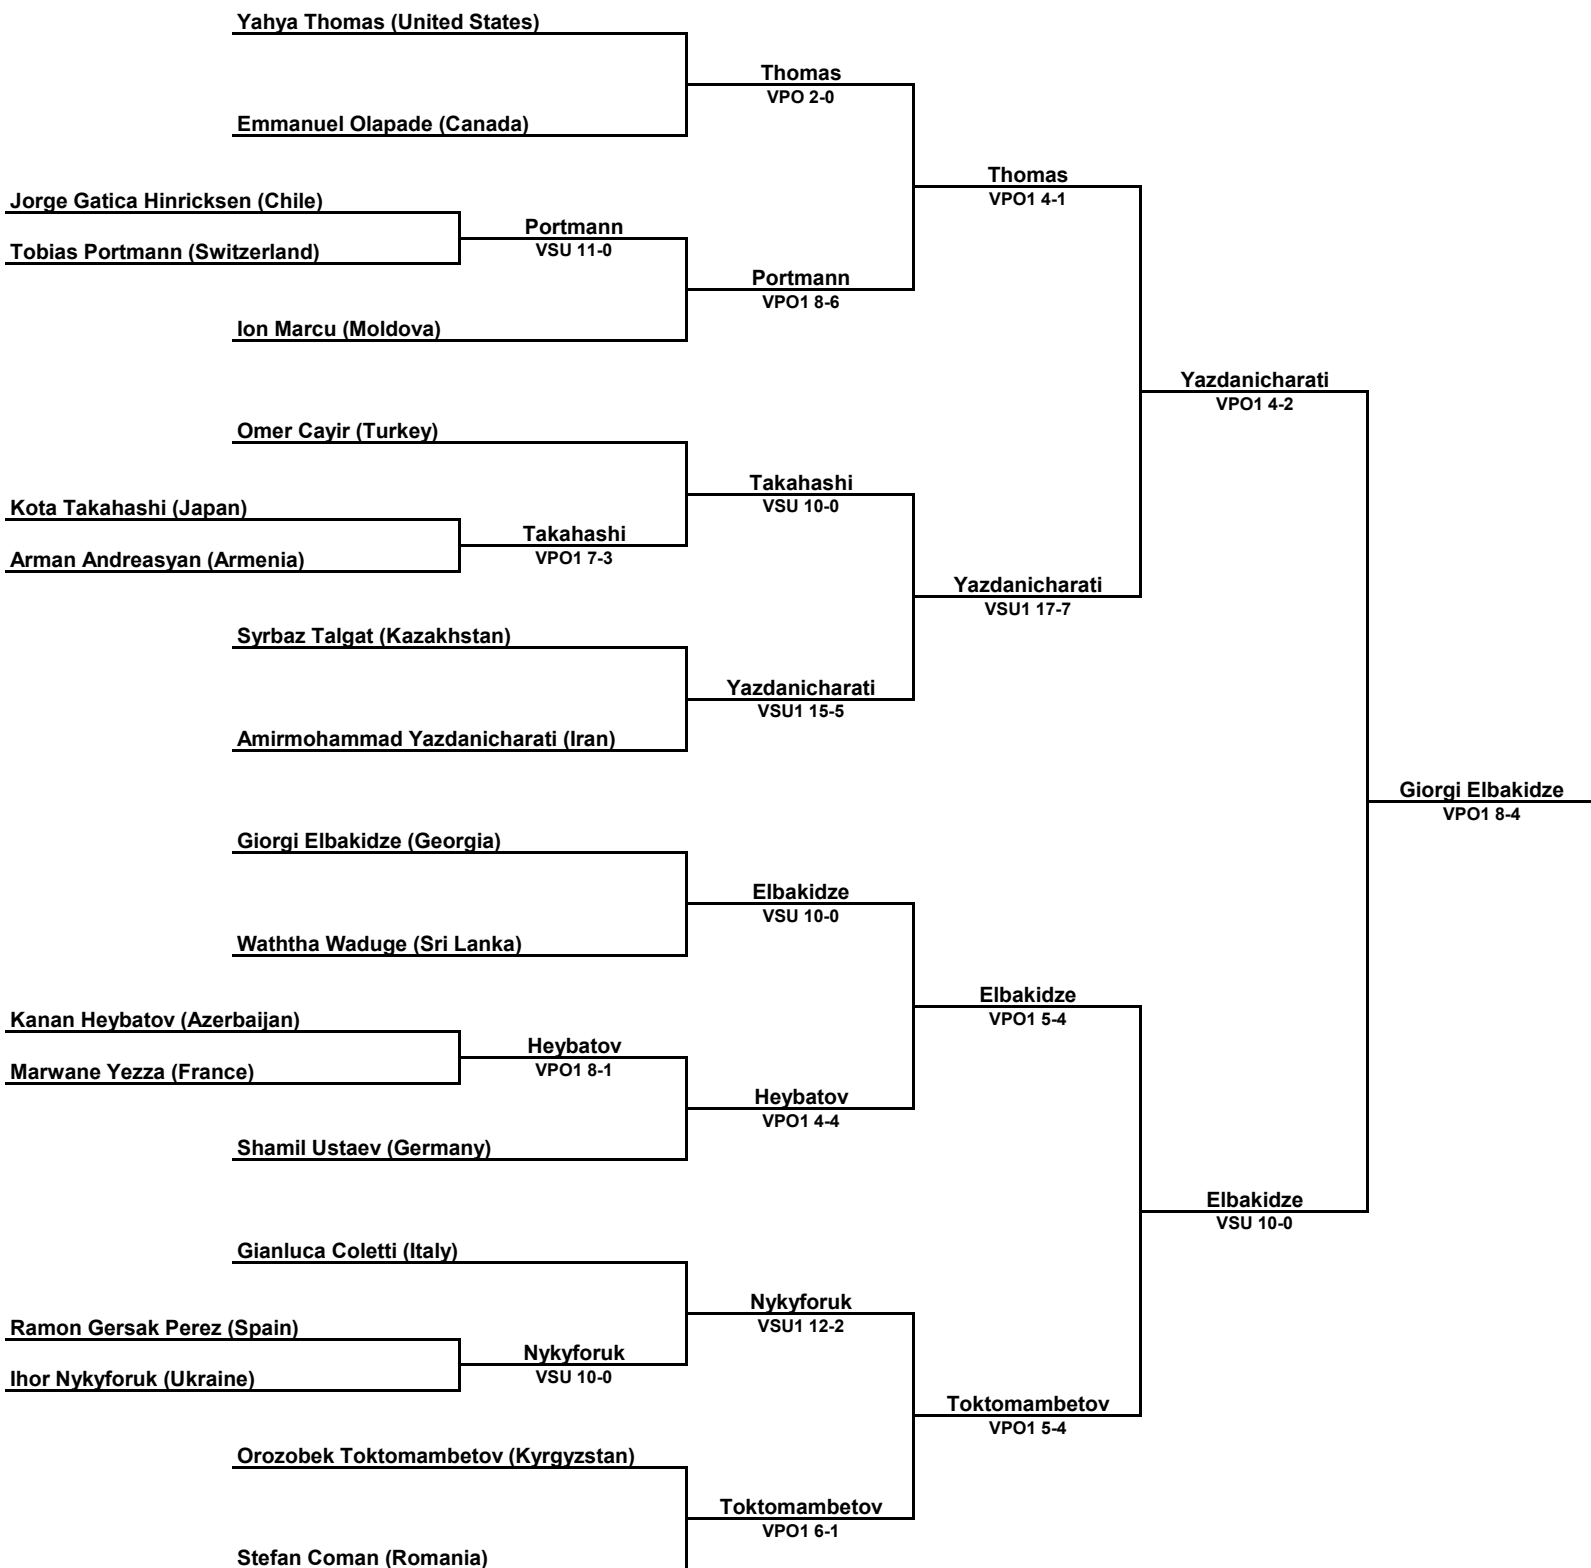 Yahya Thomas (United States)
Thomas
VPO 2-0
Emmanuel Olapade (Canada)
Thomas
VPO1 4-1
Jorge Gatica Hinricksen (Chile)
Portmann
VSU 11-0
Tobias Portmann (Switzerland)
Portmann
VPO1 8-6
Ion Marcu (Moldova)
Yazdanicharati
VPO1 4-2
Omer Cayir (Turkey)
Takahashi
VSU 10-0
Kota Takahashi (Japan)
Takahashi
VPO1 7-3
Arman Andreasyan (Armenia)
Yazdanicharati
VSU1 17-7
Syrbaz Talgat (Kazakhstan)
Yazdanicharati
VSU1 15-5
Amirmohammad Yazdanicharati (Iran)
Giorgi Elbakidze
VPO1 8-4
Giorgi Elbakidze (Georgia)
Elbakidze
VSU 10-0
Waththa Waduge (Sri Lanka)
Elbakidze
VPO1 5-4
Kanan Heybatov (Azerbaijan)
Heybatov
VPO1 8-1
Marwane Yezza (France)
Heybatov
VPO1 4-4
Shamil Ustaev (Germany)
Elbakidze
VSU 10-0
Gianluca Coletti (Italy)
Nykyforuk
VSU1 12-2
Ramon Gersak Perez (Spain)
Nykyforuk
VSU 10-0
Ihor Nykyforuk (Ukraine)
Toktomambetov
VPO1 5-4
Orozobek Toktomambetov (Kyrgyzstan)
Toktomambetov
VPO1 6-1
Stefan Coman (Romania)